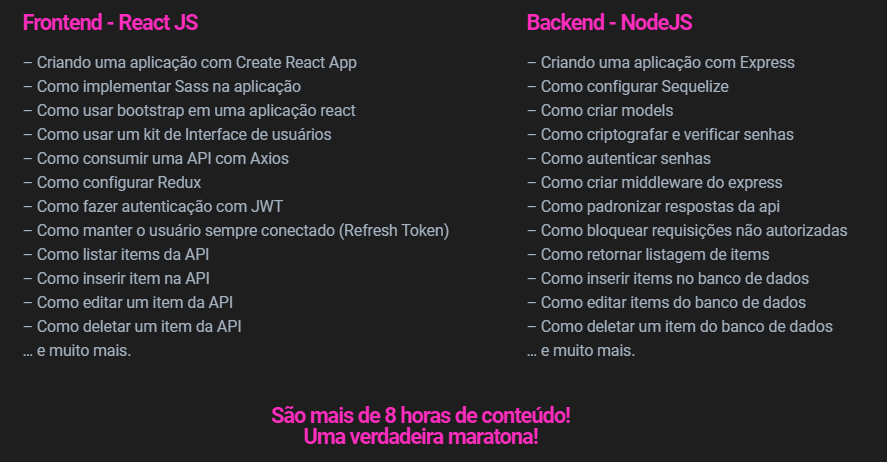 Frontend - React JS
– Criando uma aplicação com Create React App
– Como implementar Sass na aplicação
– Como usar bootstrap em uma aplicação react
– Como usar um kit de Interface de usuários
– Como consumir uma API com Axios
– Como configurar Redux
– Como fazer autenticação com JWT
– Como manter o usuário sempre conectado (Refresh Token)
– Como listar items da API
– Como inserir item na API
– Como editar um item da API
– Como deletar um item da API
... e muito mais.
Backend - NodeJS
– Criando uma aplicação com Express
– Como configurar Sequelize
– Como criar models
– Como criptografar e verificar senhas
– Como autenticar senhas
– Como criar middleware do express
– Como padronizar respostas da api
– Como bloquear requisições não autorizadas
– Como retornar listagem de items
– Como inserir items no banco de dados
– Como editar items do banco de dados
– Como deletar um item do banco de dados
... e muito mais.
São mais de 8 horas de conteúdo!
Uma verdadeira maratona!